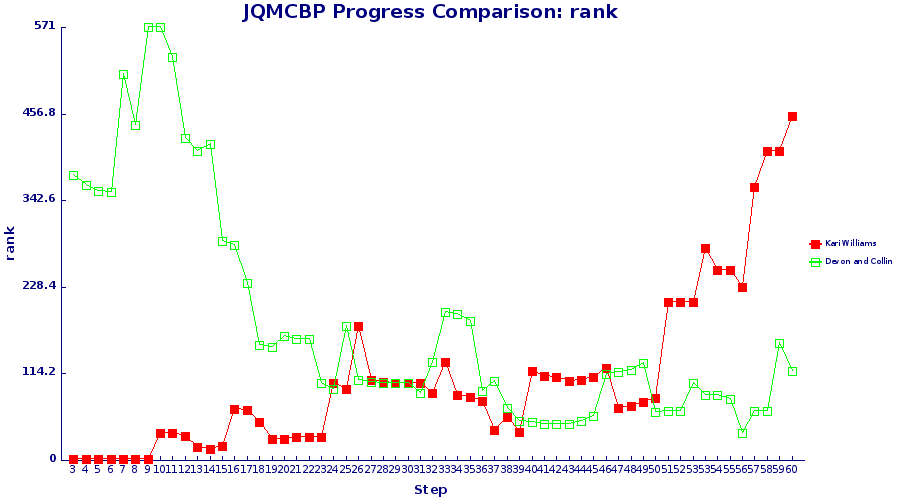 JQMCBP Progress Comparison: rank
571
456.8
342.6
228.4
114.2
0
rank
3 4 5 6 7 8 9 10 11 12 13 14 15 16 17 18 19 20 21 22 23 24 25 26 27 28 29 30 31 32 33 34 35 36 37 38 39 40 41 42 43 44 45 46 47 48 49 50 51 52 53 54 55 56 57 58 59 60
Step
Kari Williams
Devon and Collin